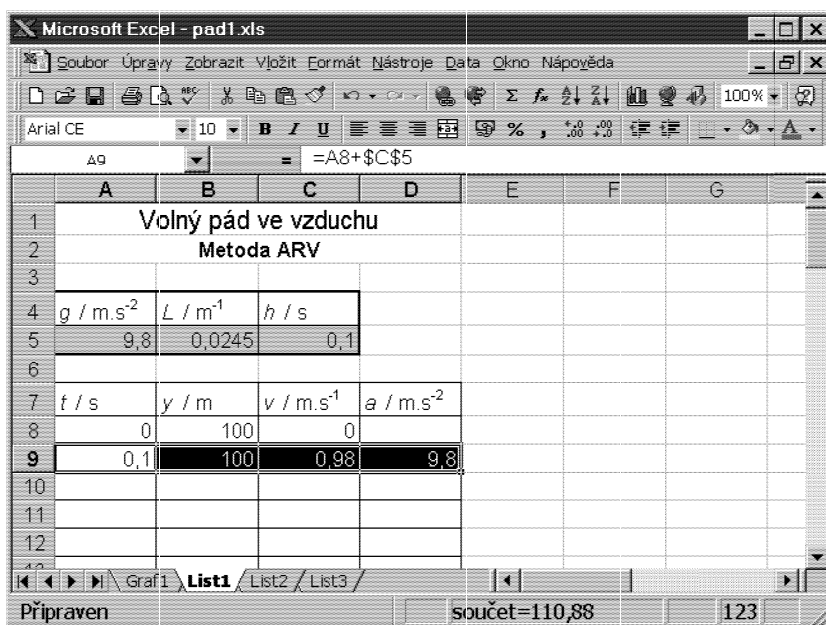 Microsoft Excel - pad1.xls
Soubor Úpravy Zobrazit Vložit Formát Nástroje Data Okno Nápověda
ABC Σ fx 100%
Arial CE 10 B I U % ,
A9 = =A8+$C$5
A B C D E F G
1 Volný pád ve vzduchu
2 Metoda ARV
3
4 g / m.s-2 L / m-1 h / s
5 9,8 0,0245 0,1
6
7 t / s y / m v / m.s-1 a / m.s-2
8 0 100 0
9 0,1 100 0,98 9,8
10
11
12
Graf1 List1 List2 List3
Připraven součet=110,88 123